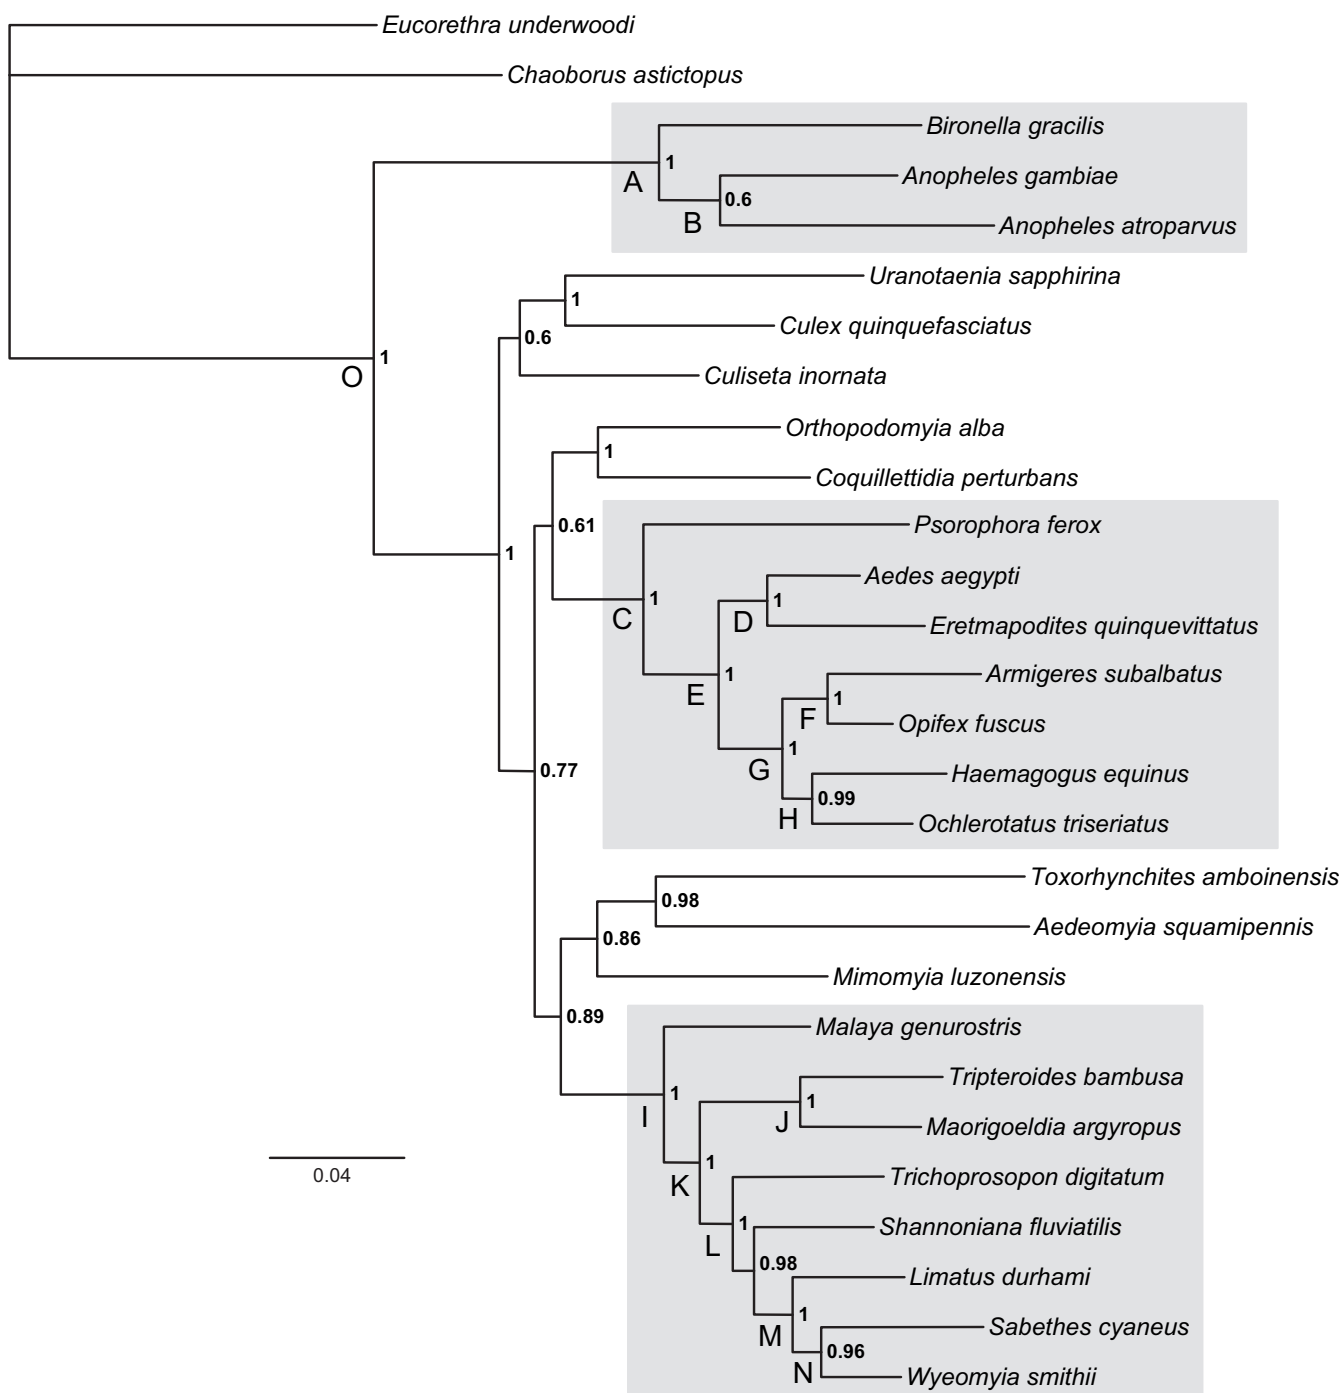 Eucorethra underwoodi
Chaoborus astictopus
Bironella gracilis
1
A
Anopheles gambiae
0.6
B
Anopheles atroparvus
Uranotaenia sapphirina
1
Culex quinquefasciatus
0.6
1
O
Culiseta inornata
Orthopodomyia alba
1
Coquillettidia perturbans
0.61
Psorophora ferox
1
Aedes aegypti
1
C
1
D
Eretmapodites quinquevittatus
Armigeres subalbatus
1
E
1
F
Opifex fuscus
1
G
0.77
Haemagogus equinus
0.99
H
Ochlerotatus triseriatus
Toxorhynchites amboinensis
0.98
Aedeomyia squamipennis
0.86
Mimomyia luzonensis
0.89
Malaya genurostris
1
I
Tripteroides bambusa
1
J
Maorigoeldia argyropus
1
K
0.04
Trichoprosopon digitatum
1
L
Shannoniana fluviatilis
0.98
Limatus durhami
1
M
Sabethes cyaneus
0.96
N
Wyeomyia smithii